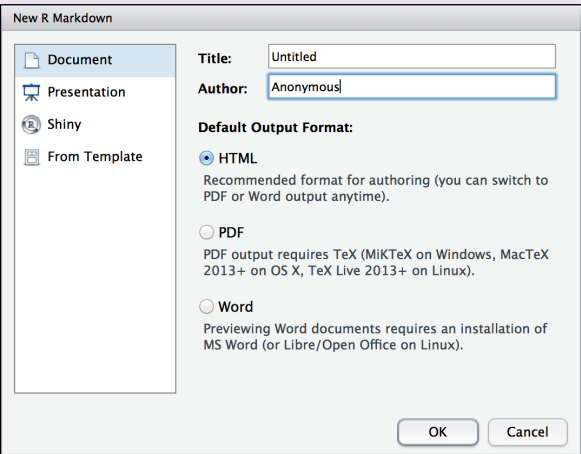 New R Markdown
Document
Presentation
Shiny
From Template
Title: Untitled
Author: Anonymous
Default Output Format:
HTML
Recommended format for authoring (you can switch to
PDF or Word output anytime).
PDF
PDF output requires TeX (MiKTeX on Windows, MacTeX
2013+ on OS X, TeX Live 2013+ on Linux).
Word
Previewing Word documents requires an installation of
MS Word (or Libre/Open Office on Linux).
OK Cancel